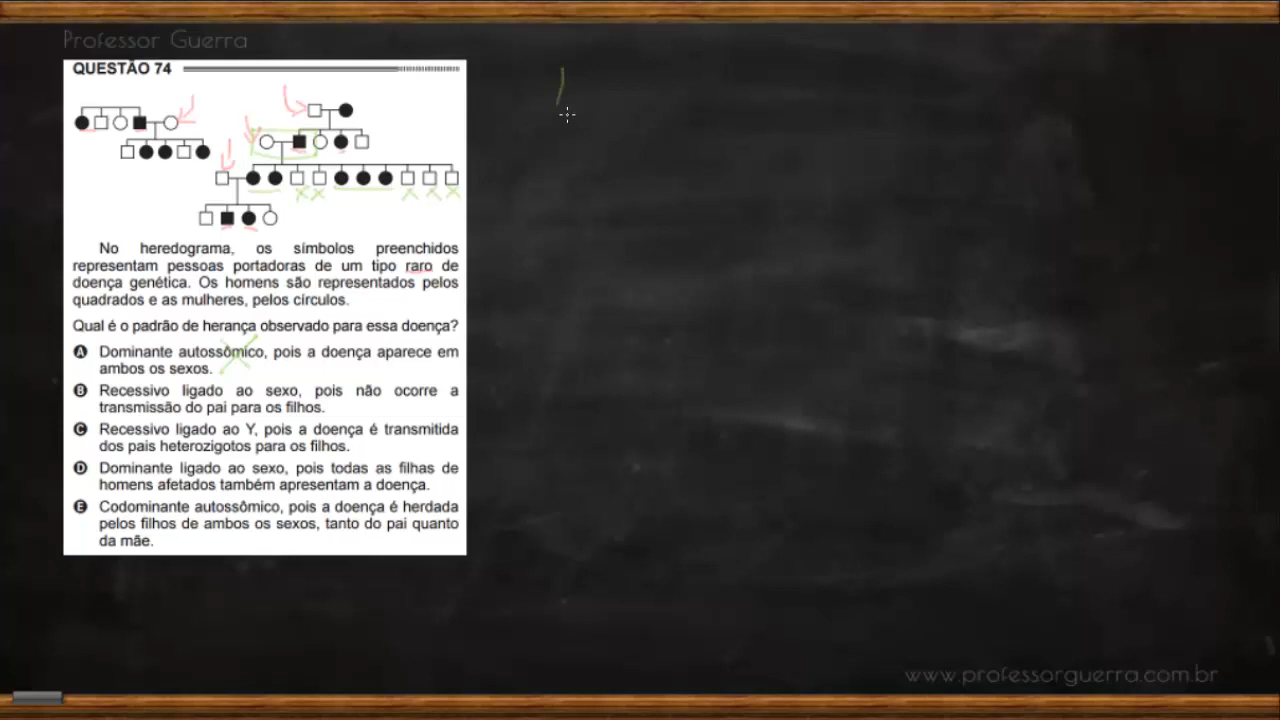 Professor Guerra
QUESTÃO 74
No heredograma, os símbolos preenchidos
representam pessoas portadoras de um tipo raro de
doença genética. Os homens são representados pelos
quadrados e as mulheres, pelos círculos.
Qual é o padrão de herança observado para essa doença?
A Dominante autossômico, pois a doença aparece em
ambos os sexos.
B Recessivo ligado ao sexo, pois não ocorre a
transmissão do pai para os filhos.
C Recessivo ligado ao Y, pois a doença é transmitida
dos pais heterozigotos para os filhos.
D Dominante ligado ao sexo, pois todas as filhas de
homens afetados também apresentam a doença.
E Codominante autossômico, pois a doença é herdada
pelos filhos de ambos os sexos, tanto do pai quanto
da mãe.
www.professorguerra.com.br